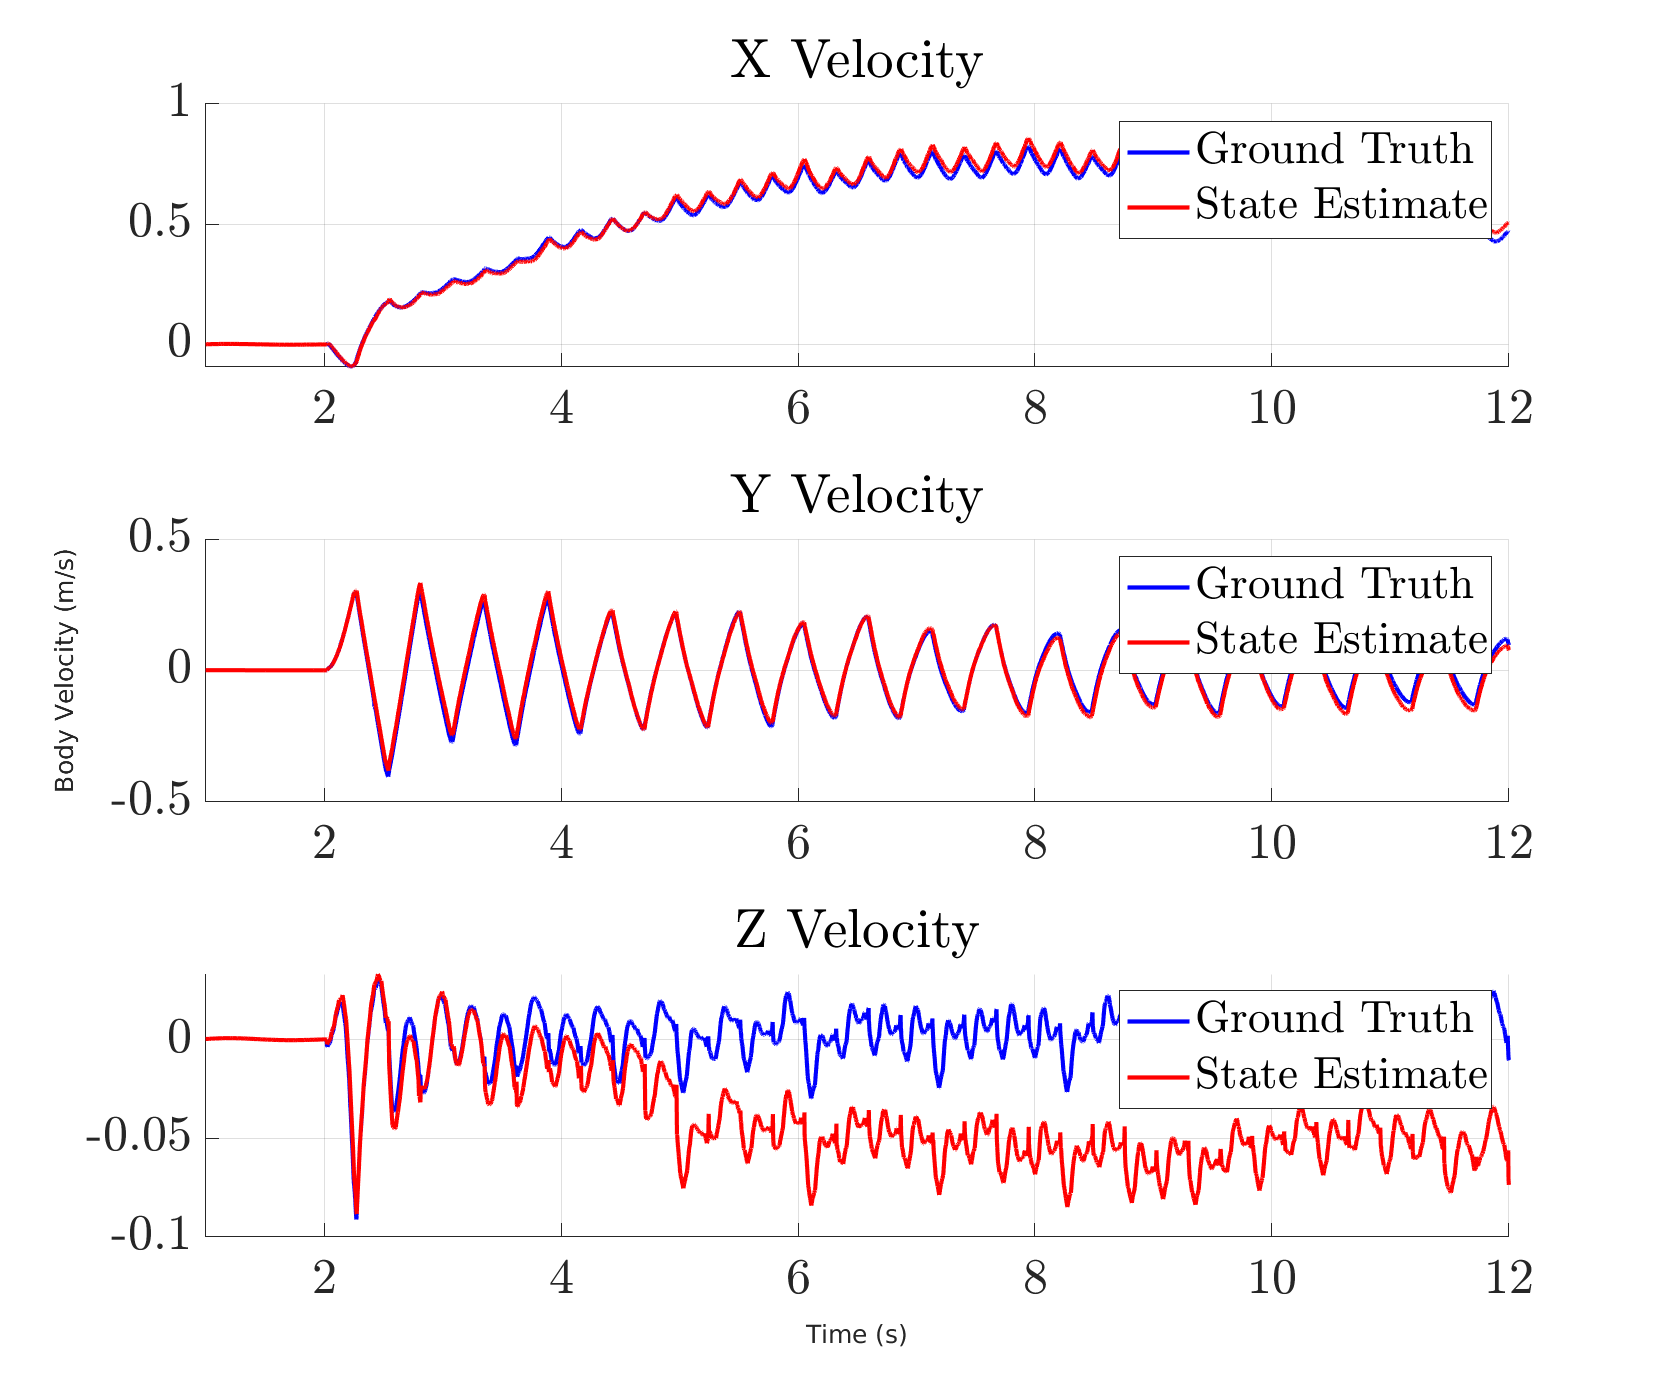 X Velocity
1
0.5
0
Ground Truth
State Estimate
2 4 6 8 10 12
Y Velocity
Body Velocity (m/s)
0.5
0
-0.5
Ground Truth
State Estimate
2 4 6 8 10 12
Z Velocity
0
-0.05
-0.1
Ground Truth
State Estimate
2 4 6 8 10 12
Time (s)